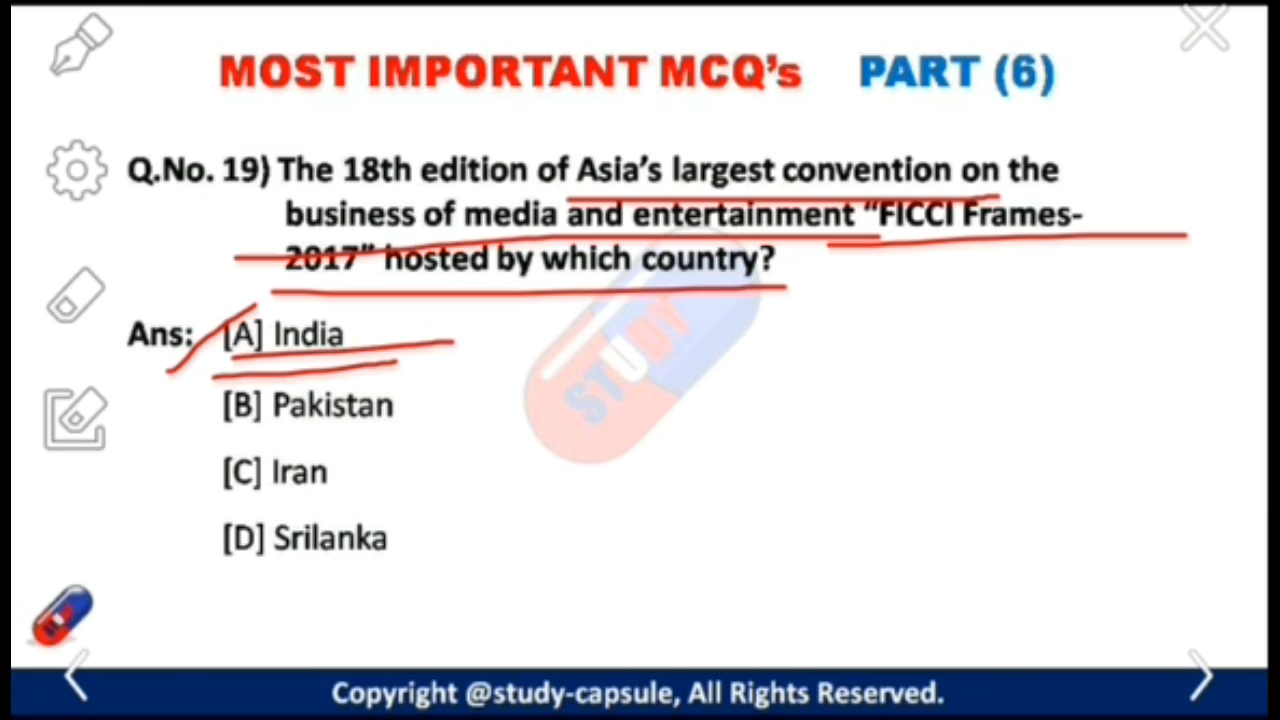 MOST IMPORTANT MCQ's PART (6)
Q.No. 19) The 18th edition of Asia's largest convention on the
business of media and entertainment “FICCI Frames-
2017” hosted by which country?
Ans: [A] India
[B] Pakistan
[C] Iran
[D] Srilanka
STUDY
Copyright @study-capsule, All Rights Reserved.